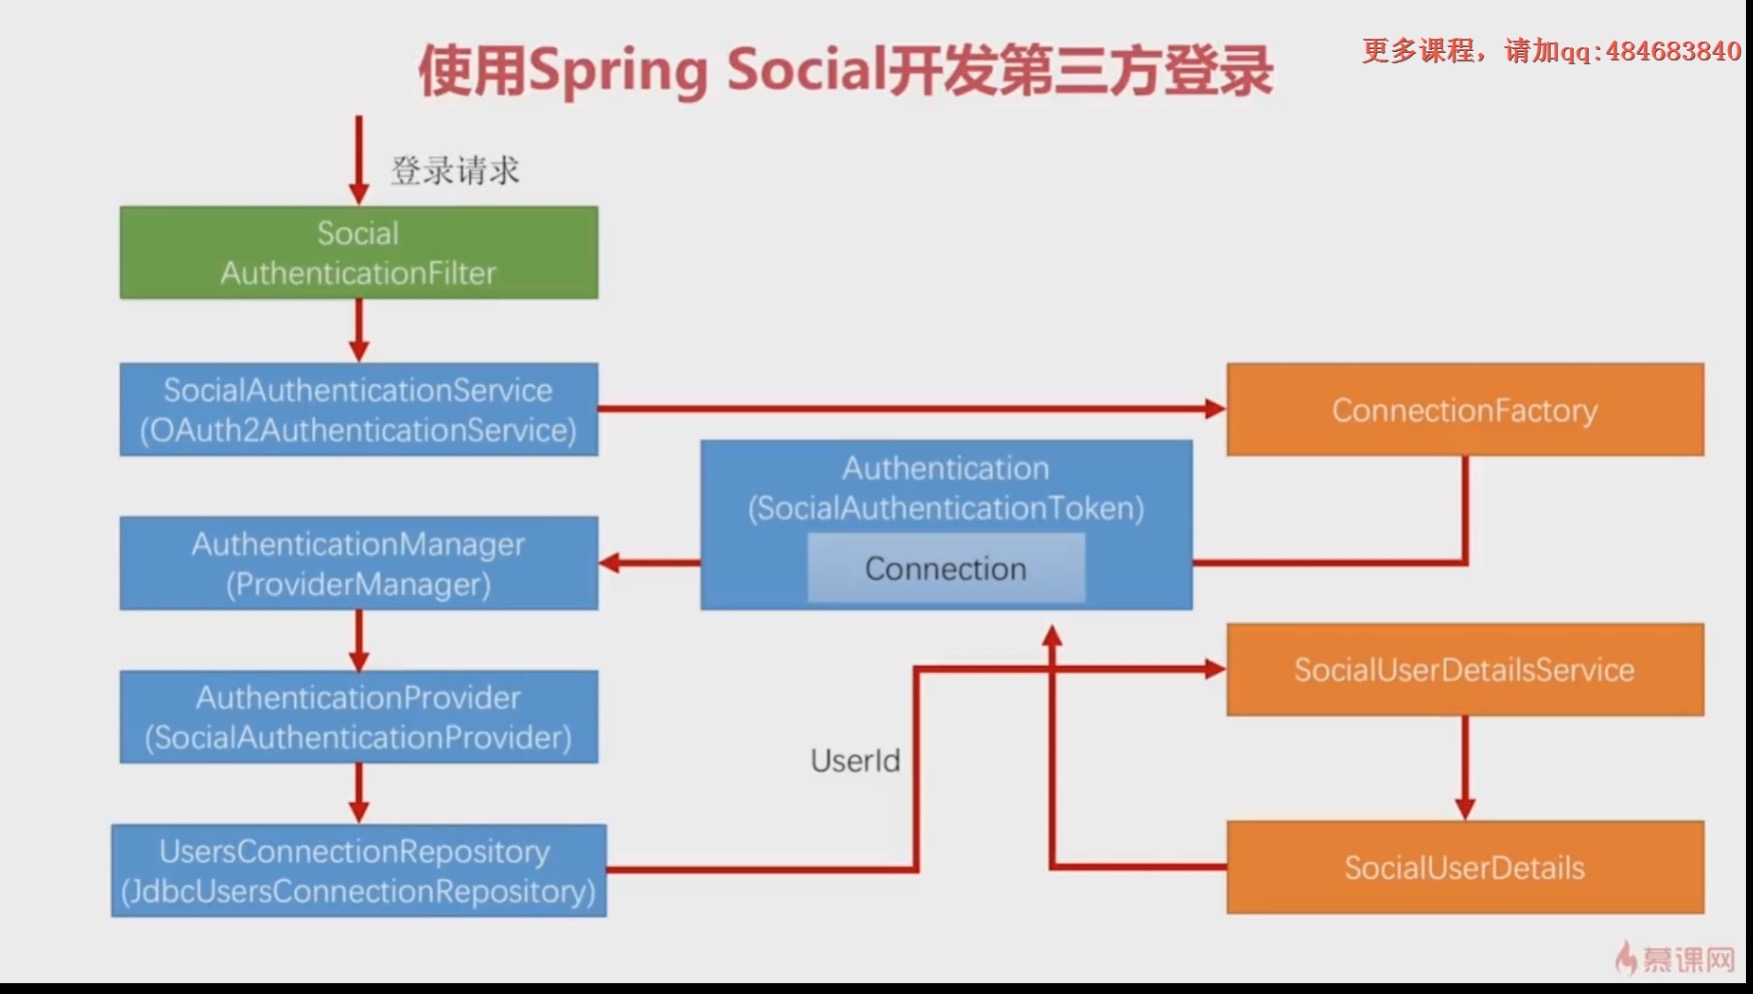 使用Spring Social开发第三方登录
更多课程，请加qq:484683840
登录请求
Social
AuthenticationFilter
SocialAuthenticationService
(OAuth2AuthenticationService)
ConnectionFactory
Authentication
(SocialAuthenticationToken)
Connection
AuthenticationManager
(ProviderManager)
AuthenticationProvider
(SocialAuthenticationProvider)
SocialUserDetailsService
UserId
UsersConnectionRepository
(JdbcUsersConnectionRepository)
SocialUserDetails
慕课网